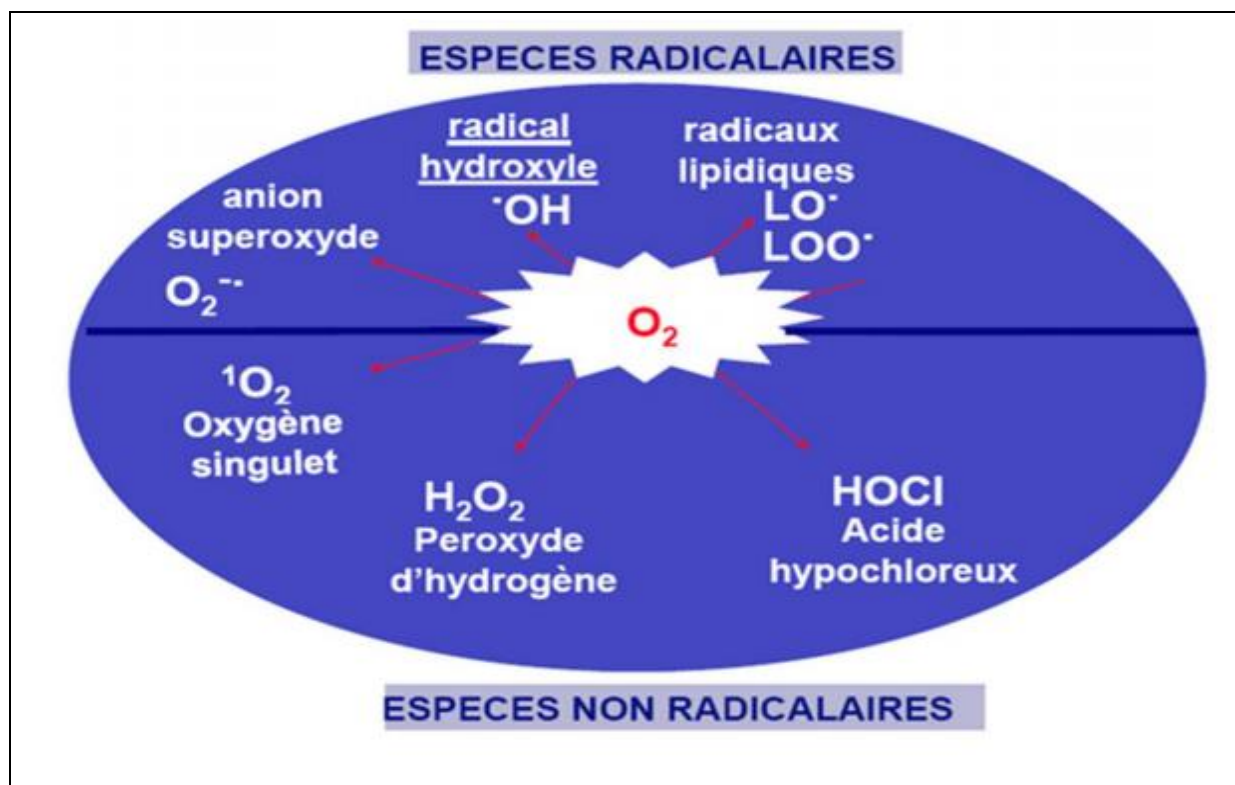 ESPECES RADICALAIRES
radical
hydroxyle
˙OH
radicaux
lipidiques
LO˙
LOO˙
anion
superoxyde
O₂⁻˙
O₂
¹O₂
Oxygène
singulet
H₂O₂
Peroxyde
d’hydrogène
HOCl
Acide
hypochloreux
ESPECES NON RADICALAIRES